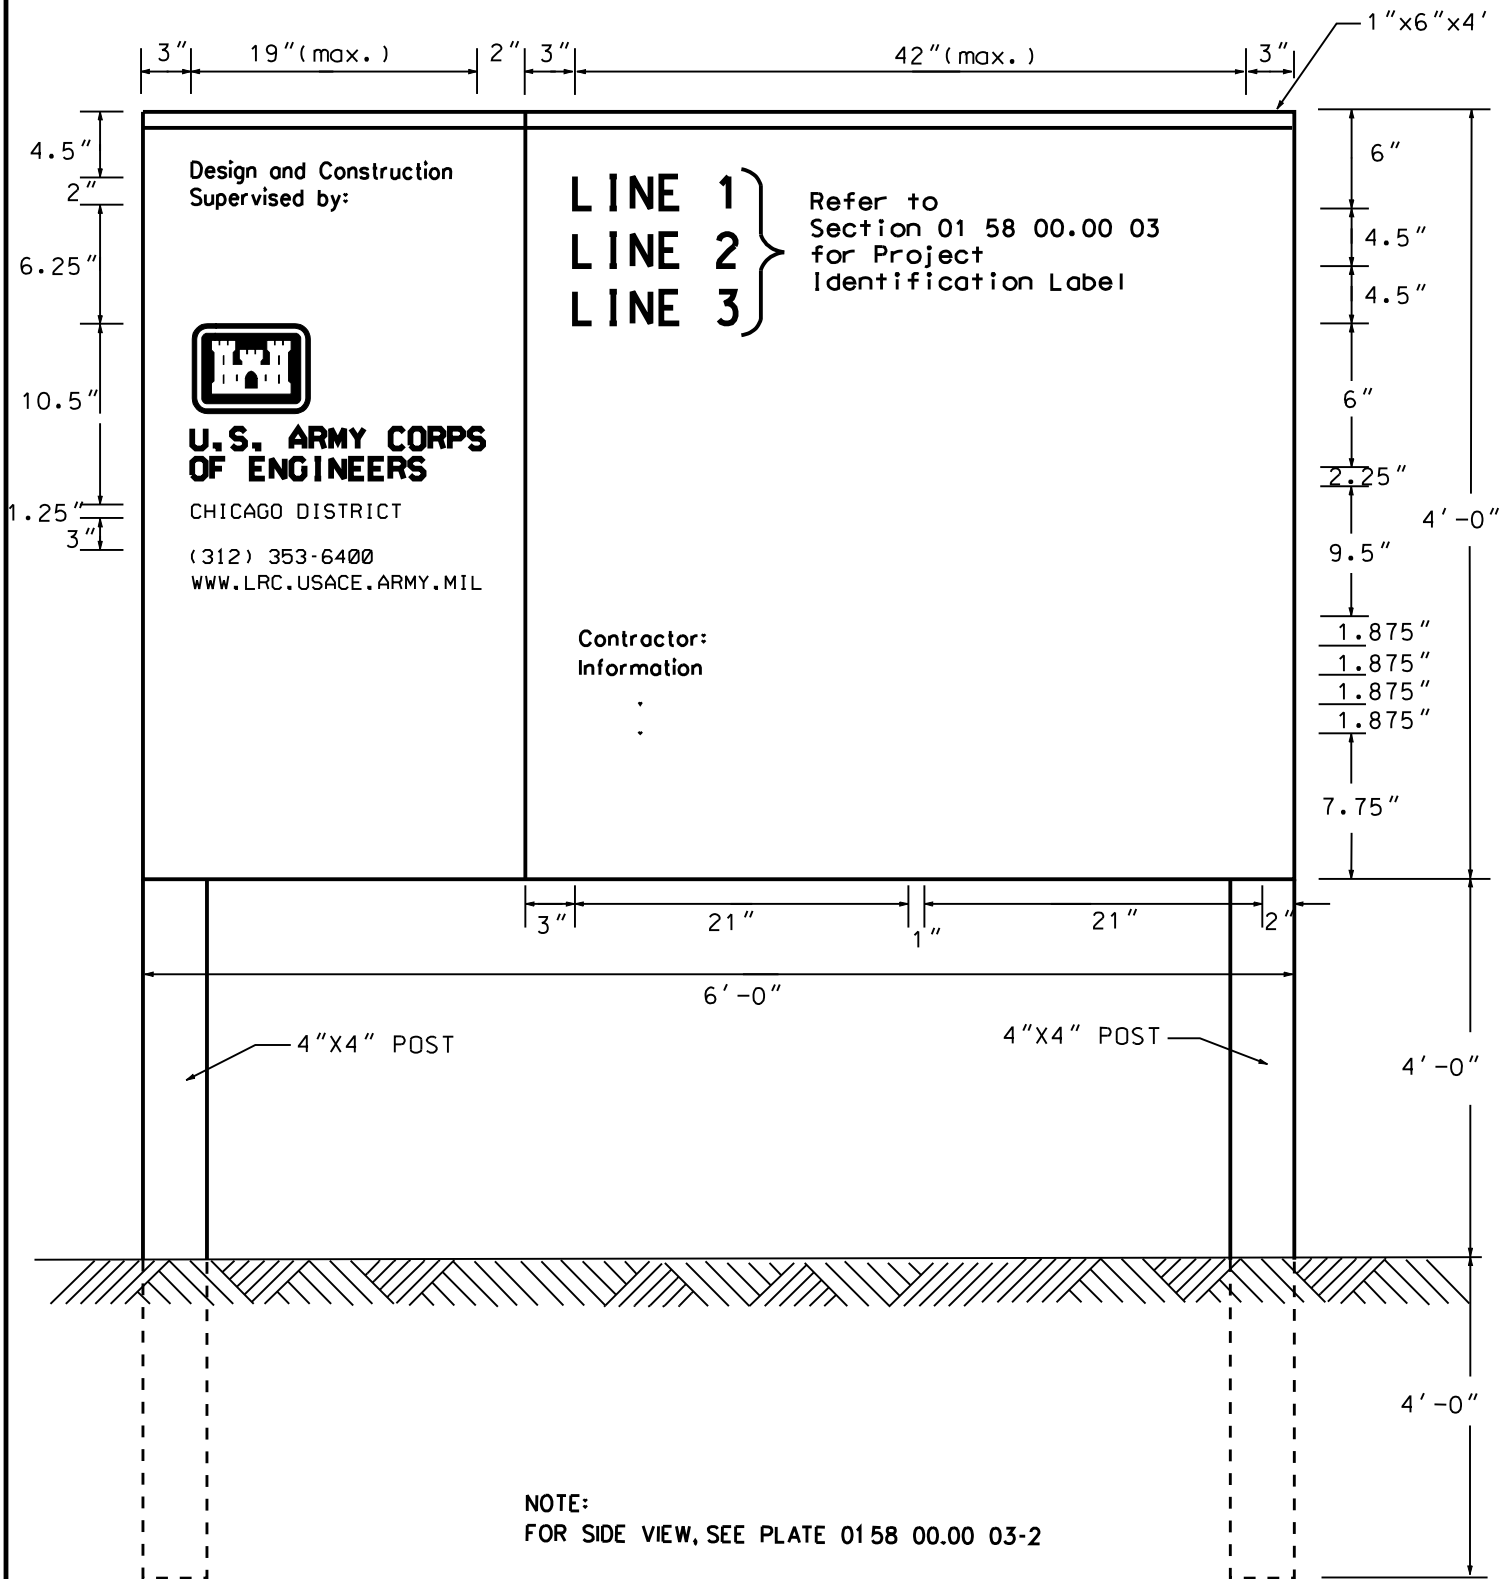 1"x6"x4'
3" 19"(max.) 2" 3" 42"(max.) 3"
4.5"
2"
6.25"
10.5"
1.25"
3"
Design and Construction
Supervised by:
U.S. ARMY CORPS
OF ENGINEERS
CHICAGO DISTRICT
(312) 353-6400
WWW.LRC.USACE.ARMY.MIL
LINE 1
LINE 2
LINE 3
Refer to
Section 01 58 00.00 03
for Project
Identification Label
Contractor:
Information
.
.
6"
4.5"
4.5"
6"
2.25"
9.5"
1.875"
1.875"
1.875"
1.875"
7.75"
4'-0"
3" 21" 1" 21" 2"
6'-0"
4"X4" POST
4"X4" POST
4'-0"
4'-0"
NOTE:
FOR SIDE VIEW, SEE PLATE 01 58 00.00 03-2